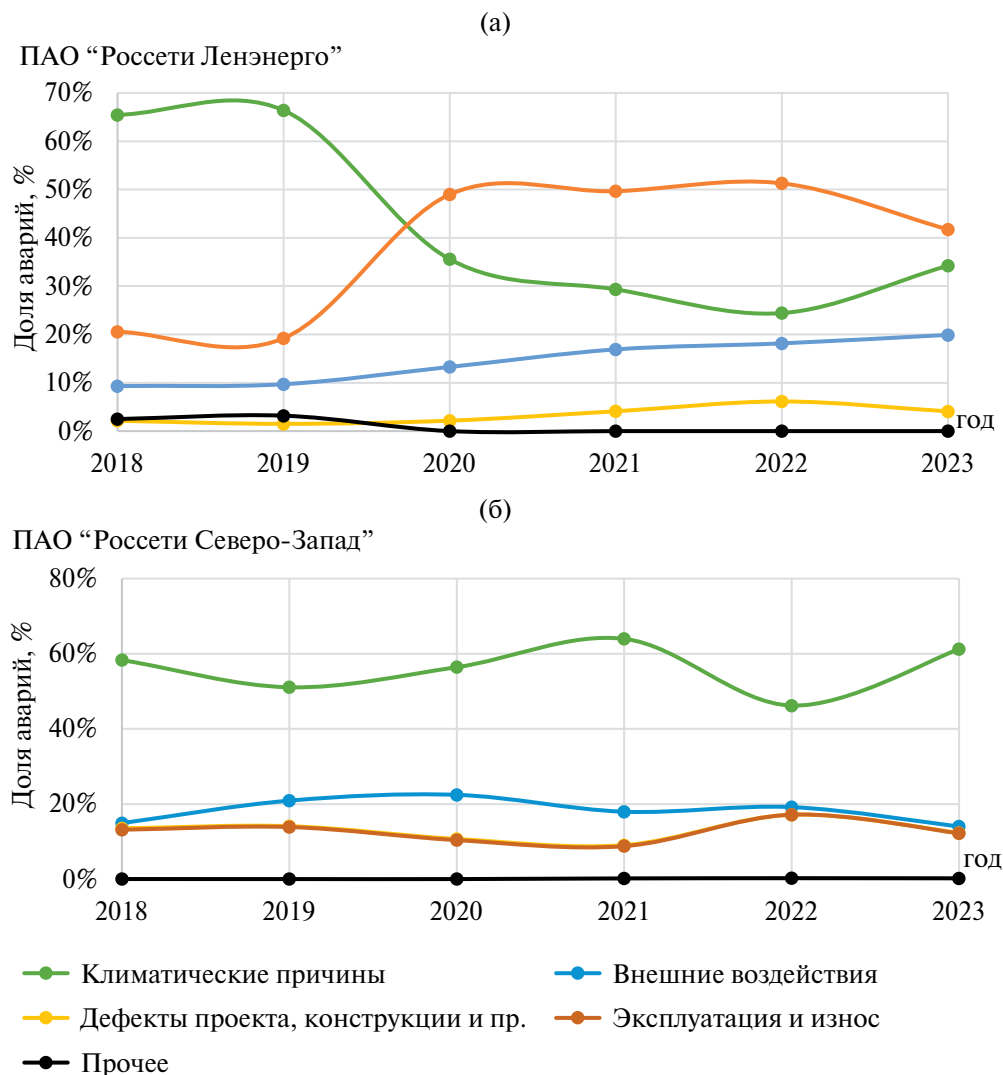 (а)
ПАО “Россети Ленэнерго”
Доля аварий, %
70%
60%
50%
40%
30%
20%
10%
0%
год
2018 2019 2020 2021 2022 2023
(б)
ПАО “Россети Северо-Запад”
Доля аварий, %
80%
60%
40%
20%
0%
год
2018 2019 2020 2021 2022 2023
Климатические причины
Внешние воздействия
Дефекты проекта, конструкции и пр.
Эксплуатация и износ
Прочее